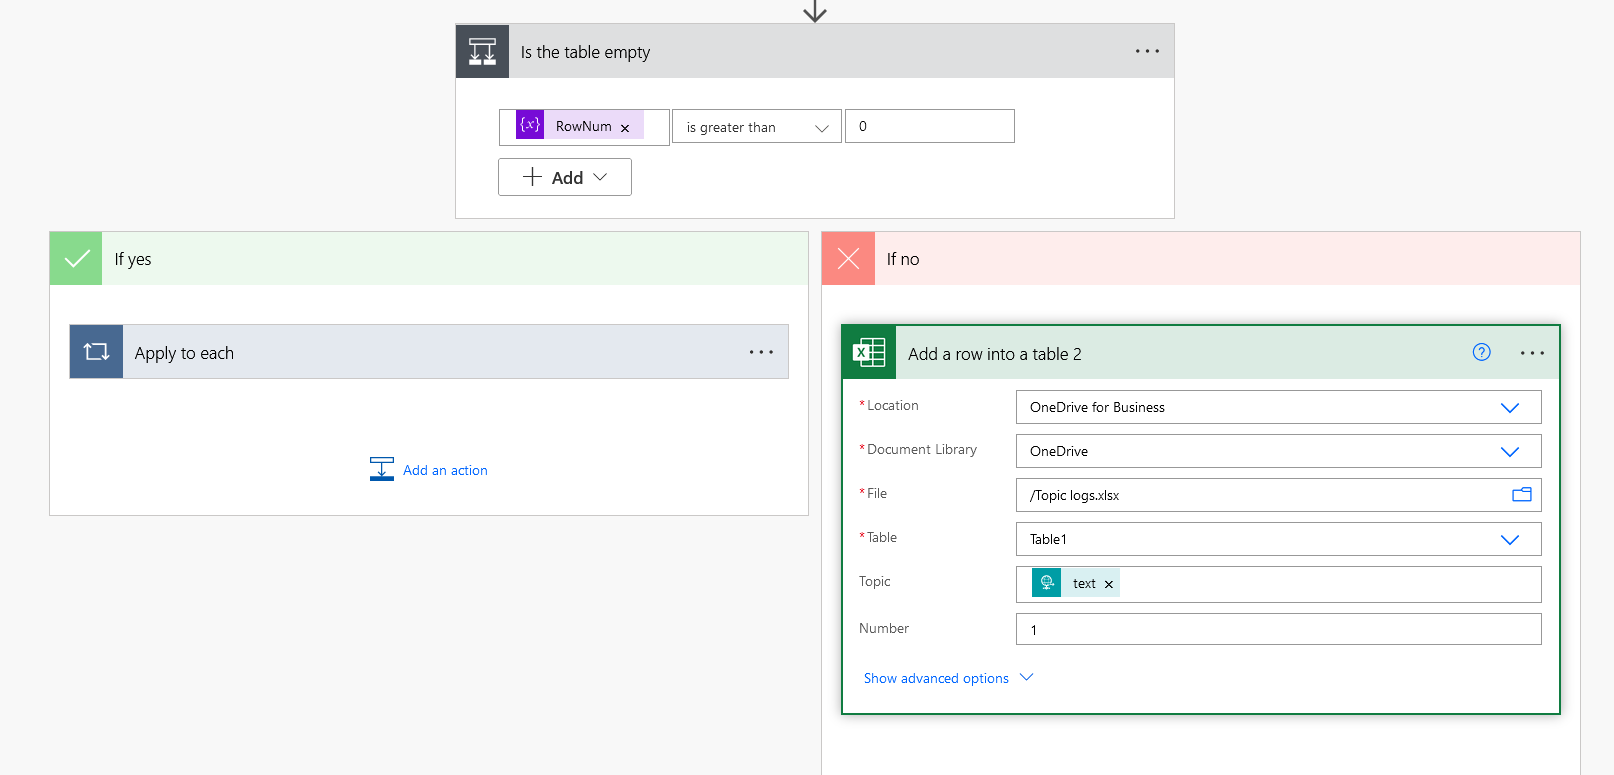 Is the table empty
{x} RowNum × is greater than 0
Add
If yes
Apply to each
Add an action
If no
Add a row into a table 2
* Location OneDrive for Business
* Document Library OneDrive
* File /Topic logs.xlsx
* Table Table1
Topic text ×
Number 1
Show advanced options